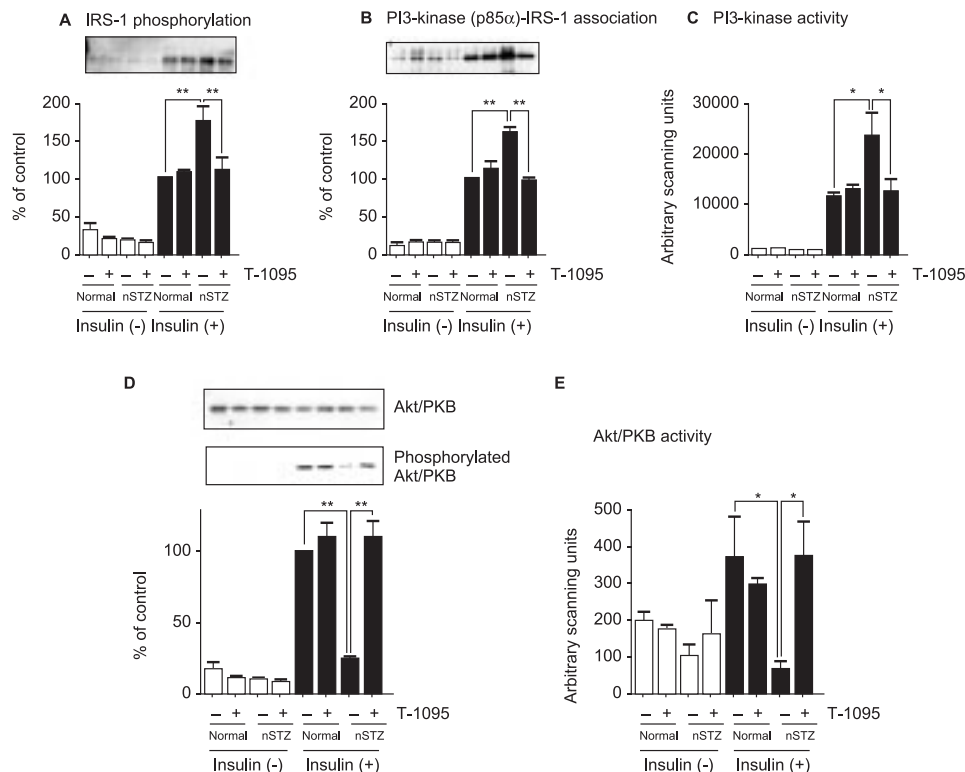 A IRS-1 phosphorylation
** **
200
150
100
50
0
% of control
– + – + – + – + T-1095
Normal nSTZ Normal nSTZ
Insulin (-) Insulin (+)
B PI3-kinase (p85α)-IRS-1 association
** **
200
150
100
50
0
% of control
– + – + – + – + T-1095
Normal nSTZ Normal nSTZ
Insulin (-) Insulin (+)
C PI3-kinase activity
* *
30000
20000
10000
0
Arbitrary scanning units
– + – + – + – + T-1095
Normal nSTZ Normal nSTZ
Insulin (-) Insulin (+)
D
Akt/PKB
Phosphorylated
Akt/PKB
** **
100
50
0
% of control
– + – + – + – + T-1095
Normal nSTZ Normal nSTZ
Insulin (-) Insulin (+)
E
Akt/PKB activity
* *
500
400
300
200
100
0
Arbitrary scanning units
– + – + – + – + T-1095
Normal nSTZ Normal nSTZ
Insulin (-) Insulin (+)